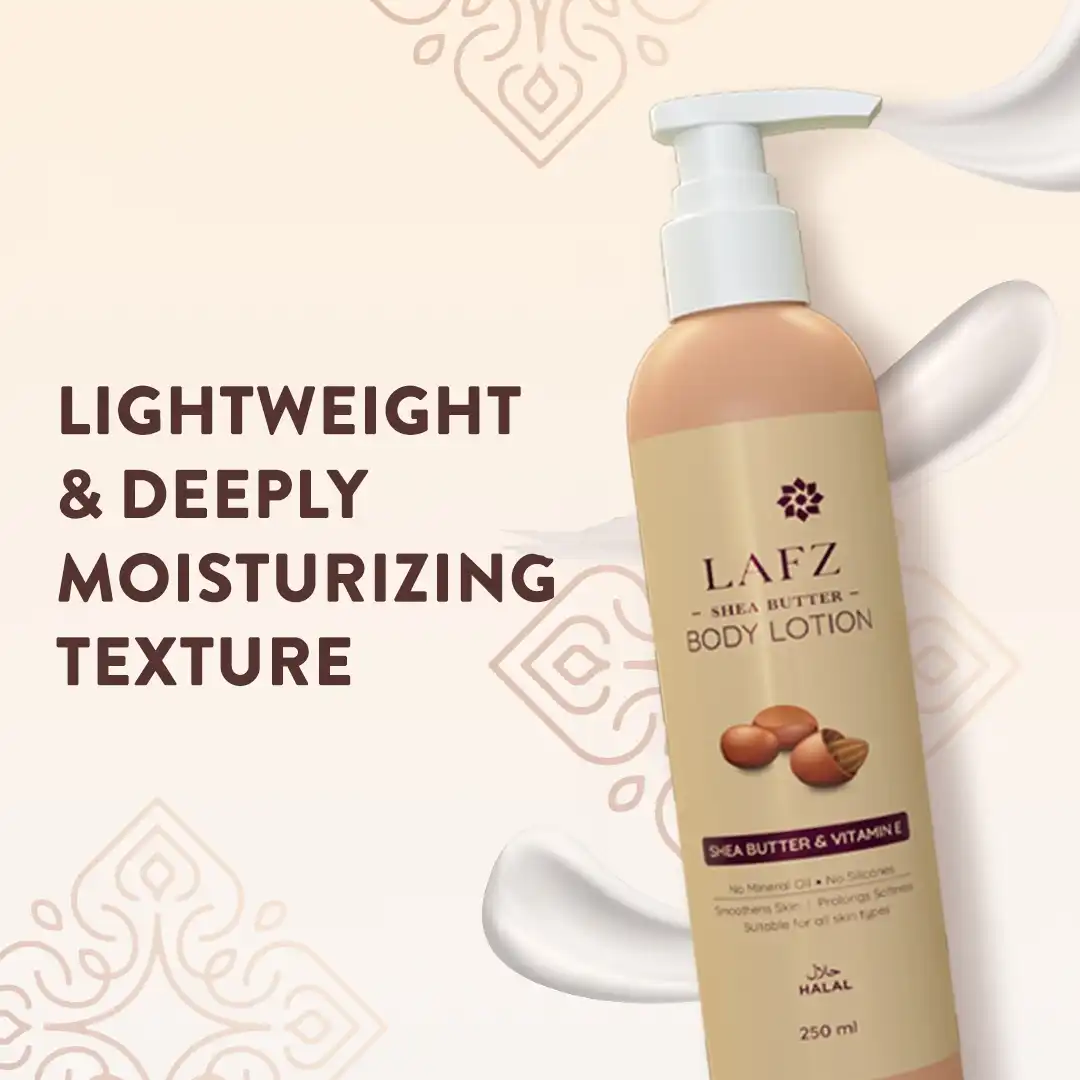 LIGHTWEIGHT
& DEEPLY
MOISTURIZING
TEXTURE
LAFZ
- SHEA BUTTER -
BODY LOTION
SHEA BUTTER & VITAMIN E
No Mineral Oil • No Silicones
Smoothens Skin | Prolongs Softness
Suitable for all skin types
حلال
HALAL
250 ml